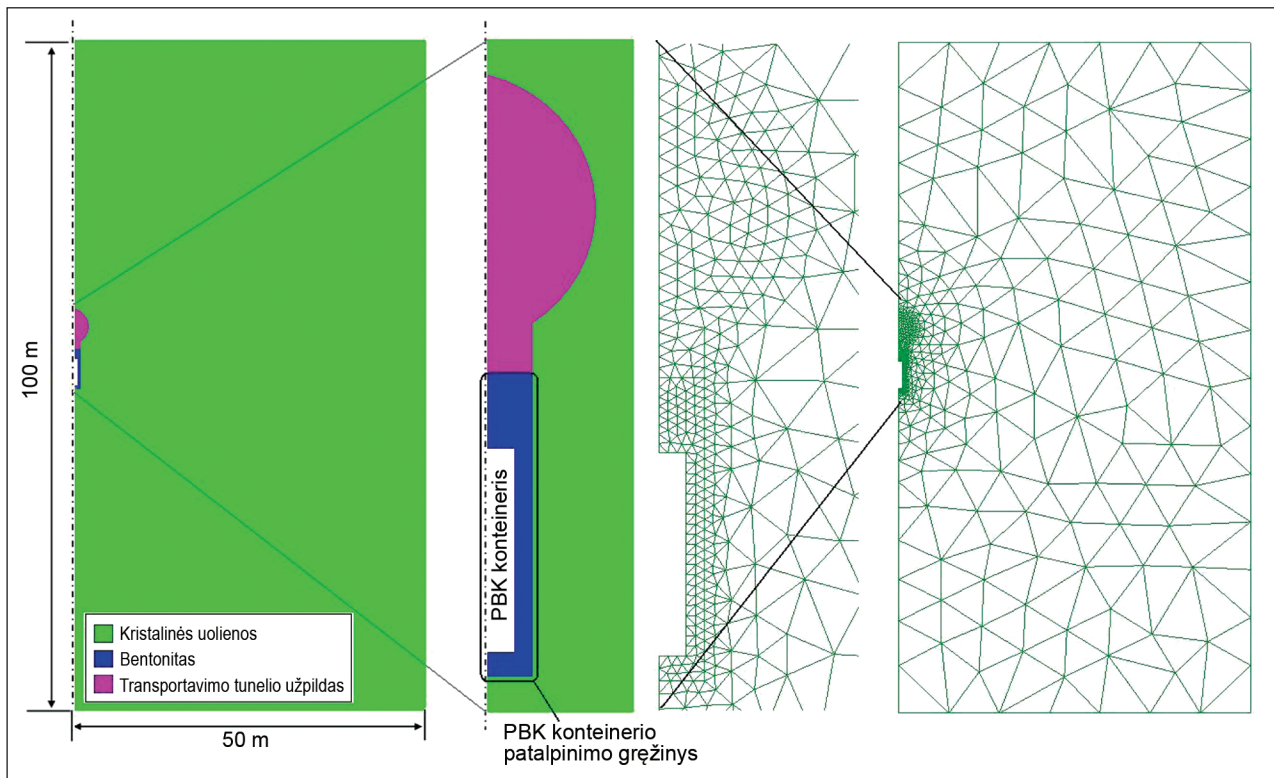 100 m
50 m
Kristalinės uolienos
Bentonitas
Transportavimo tunelio užpildas
PBK konteineris
PBK konteinerio
patalpinimo gręžinys